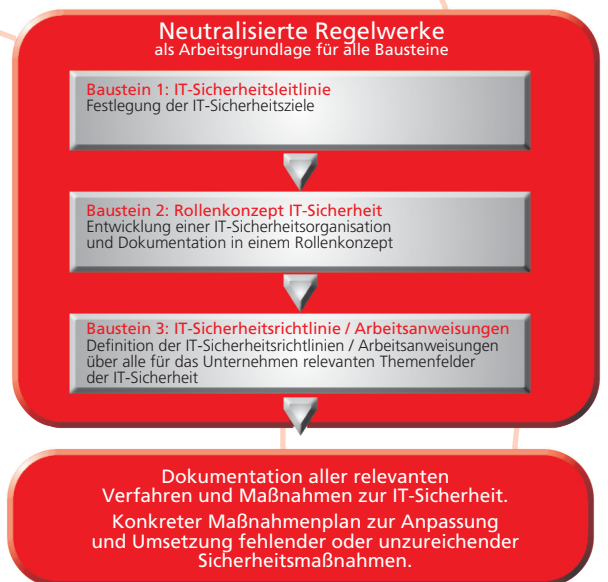 Neutralisierte Regelwerke
als Arbeitsgrundlage für alle Bausteine
Baustein 1: IT-Sicherheitsleitlinie
Festlegung der IT-Sicherheitsziele
Baustein 2: Rollenkonzept IT-Sicherheit
Entwicklung einer IT-Sicherheitsorganisation
und Dokumentation in einem Rollenkonzept
Baustein 3: IT-Sicherheitsrichtlinie / Arbeitsanweisungen
Definition der IT-Sicherheitsrichtlinien / Arbeitsanweisungen
über alle für das Unternehmen relevanten Themenfelder
der IT-Sicherheit
Dokumentation aller relevanten
Verfahren und Maßnahmen zur IT-Sicherheit.
Konkreter Maßnahmenplan zur Anpassung
und Umsetzung fehlender oder unzureichender
Sicherheitsmaßnahmen.